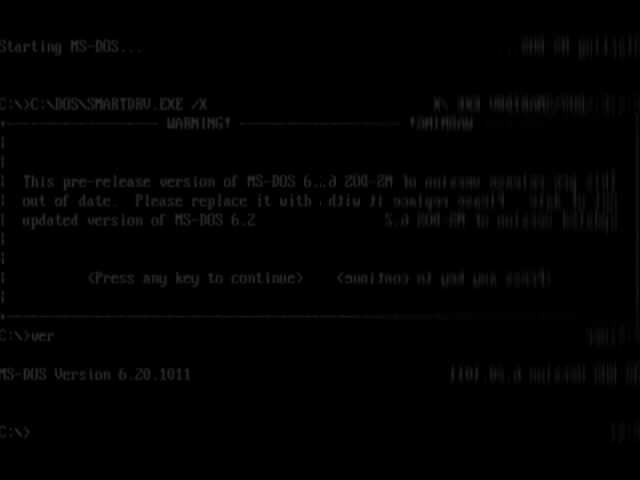 Starting MS-DOS...
C:\>C:\DOS\SMARTDRV.EXE /X
WARNING!
This pre-release version of MS-DOS 6.
out of date. Please replace it with
updated version of MS-DOS 6.2
<Press any key to continue>
C:\>ver
MS-DOS Version 6.20.1011
C:\>